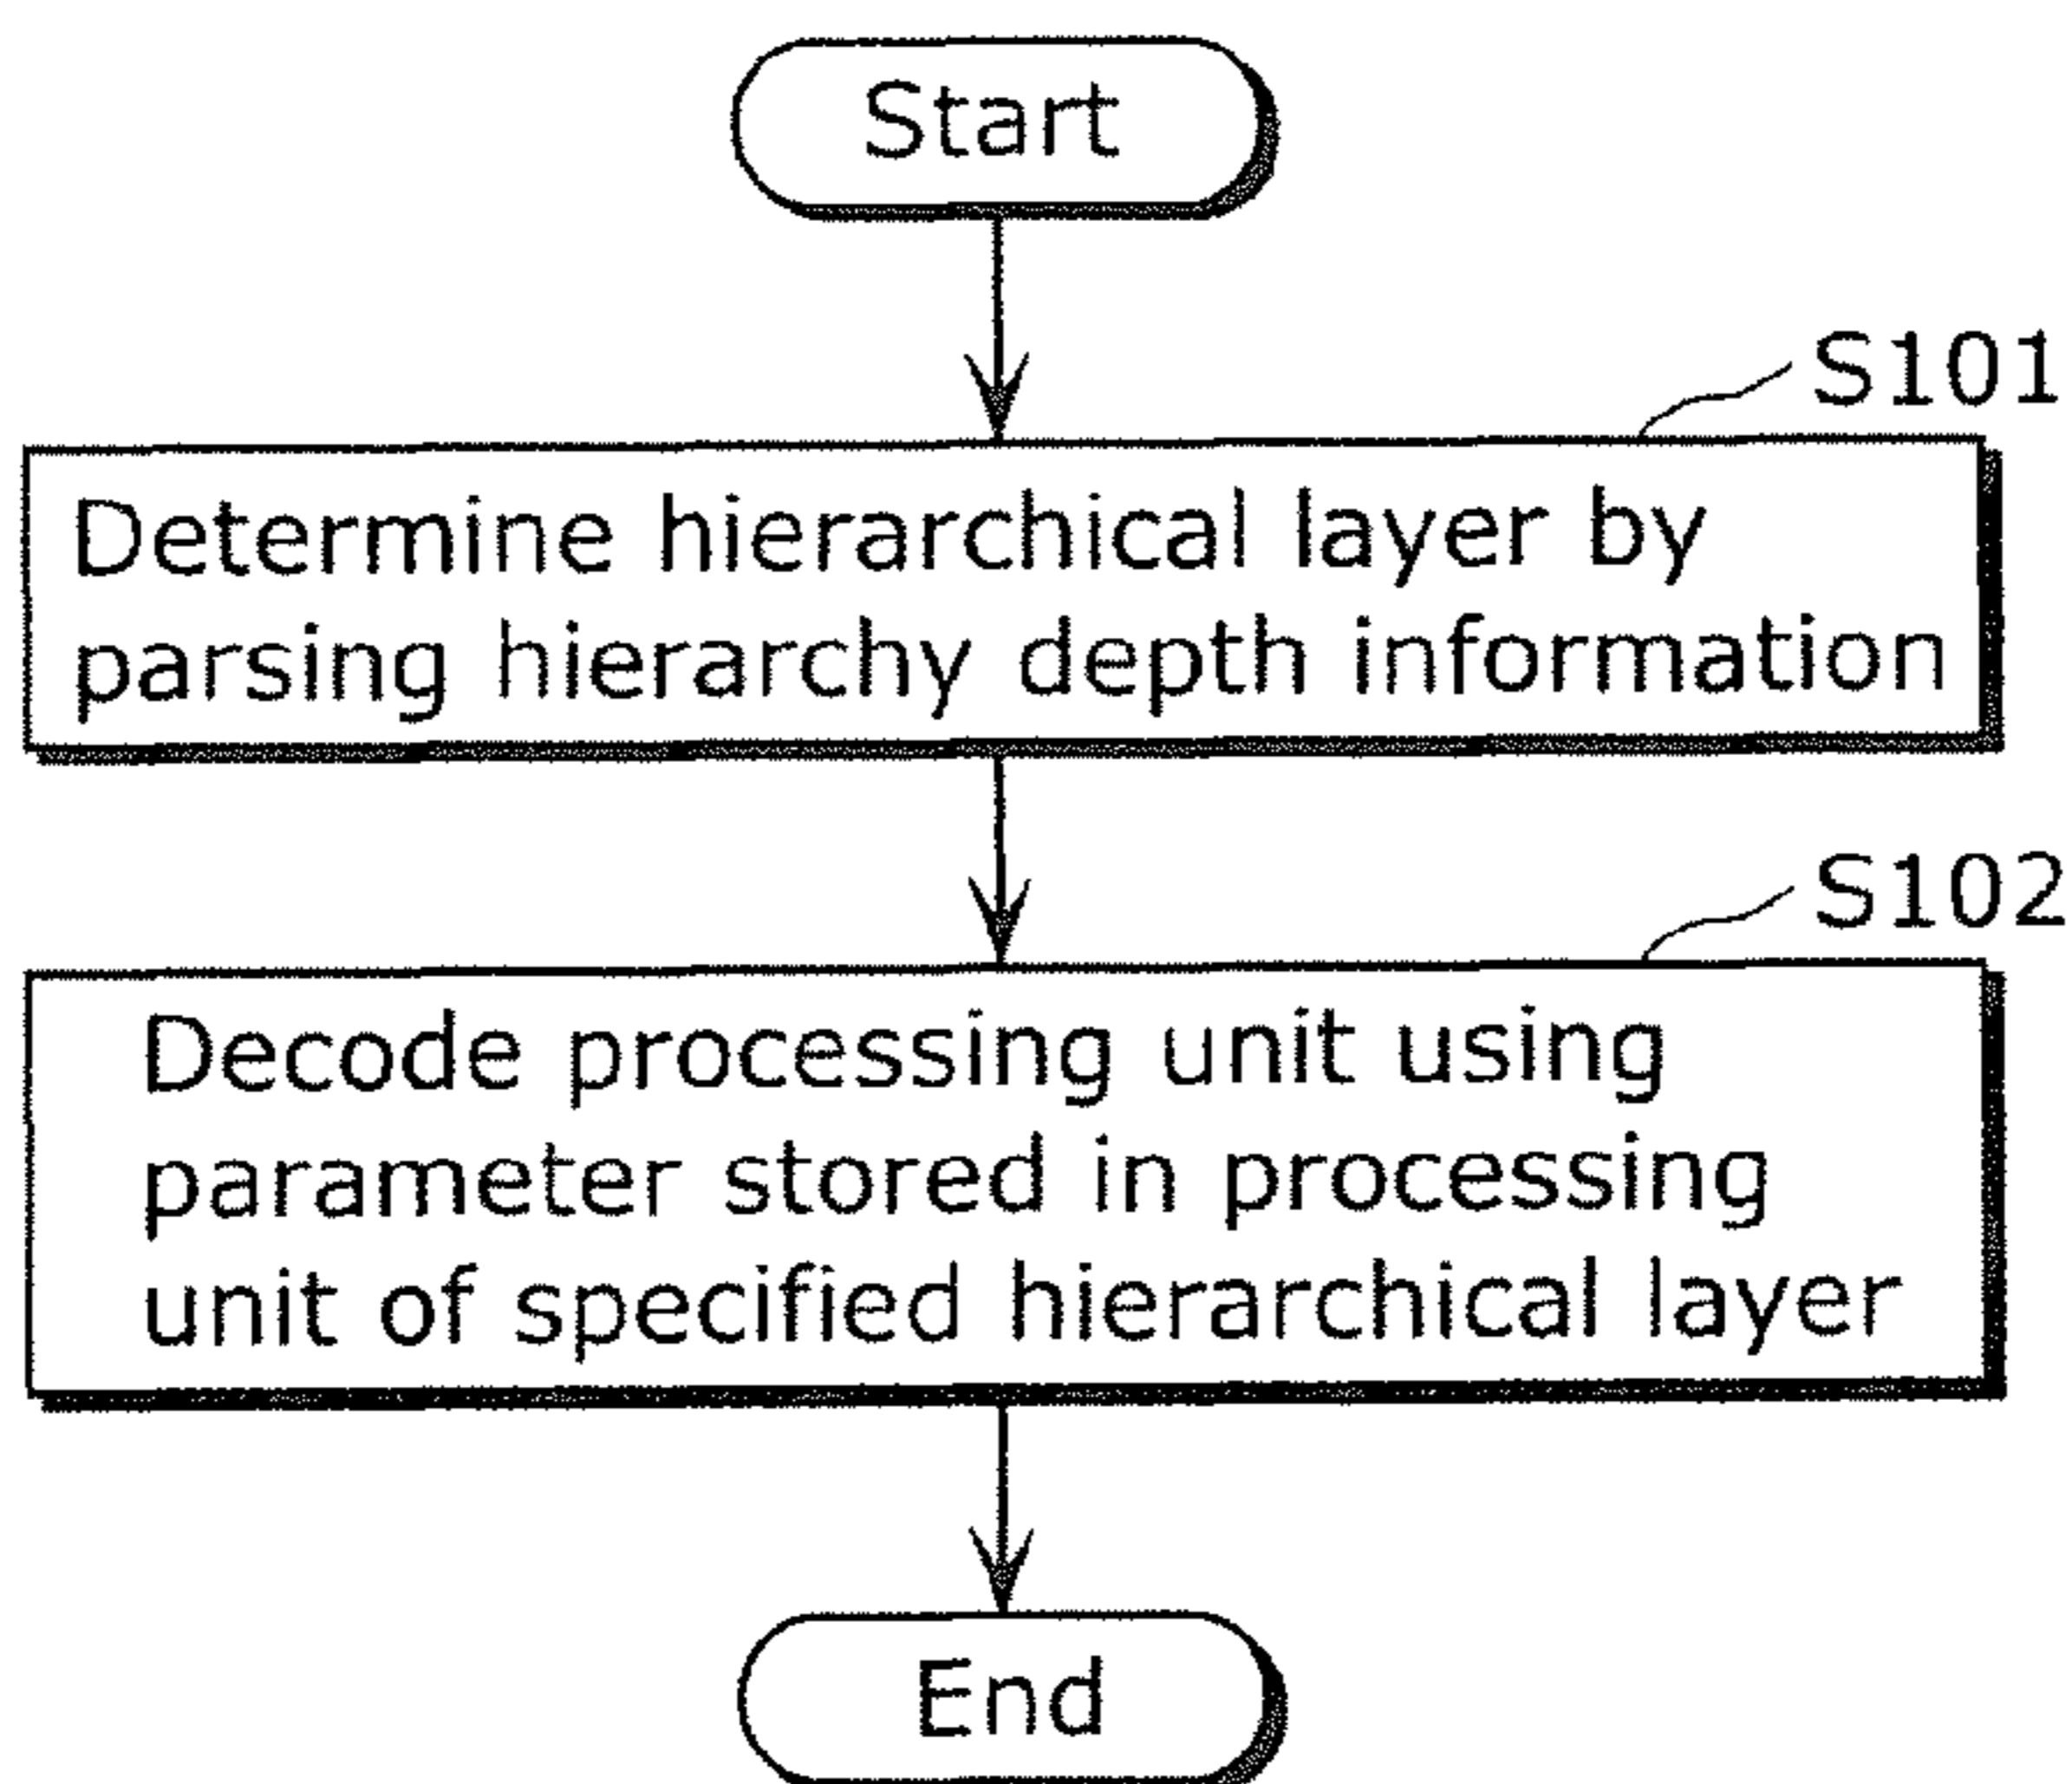 Start
S101
Determine hierarchical layer by
parsing hierarchy depth information
S102
Decode processing unit using
parameter stored in processing
unit of specified hierarchical layer
End